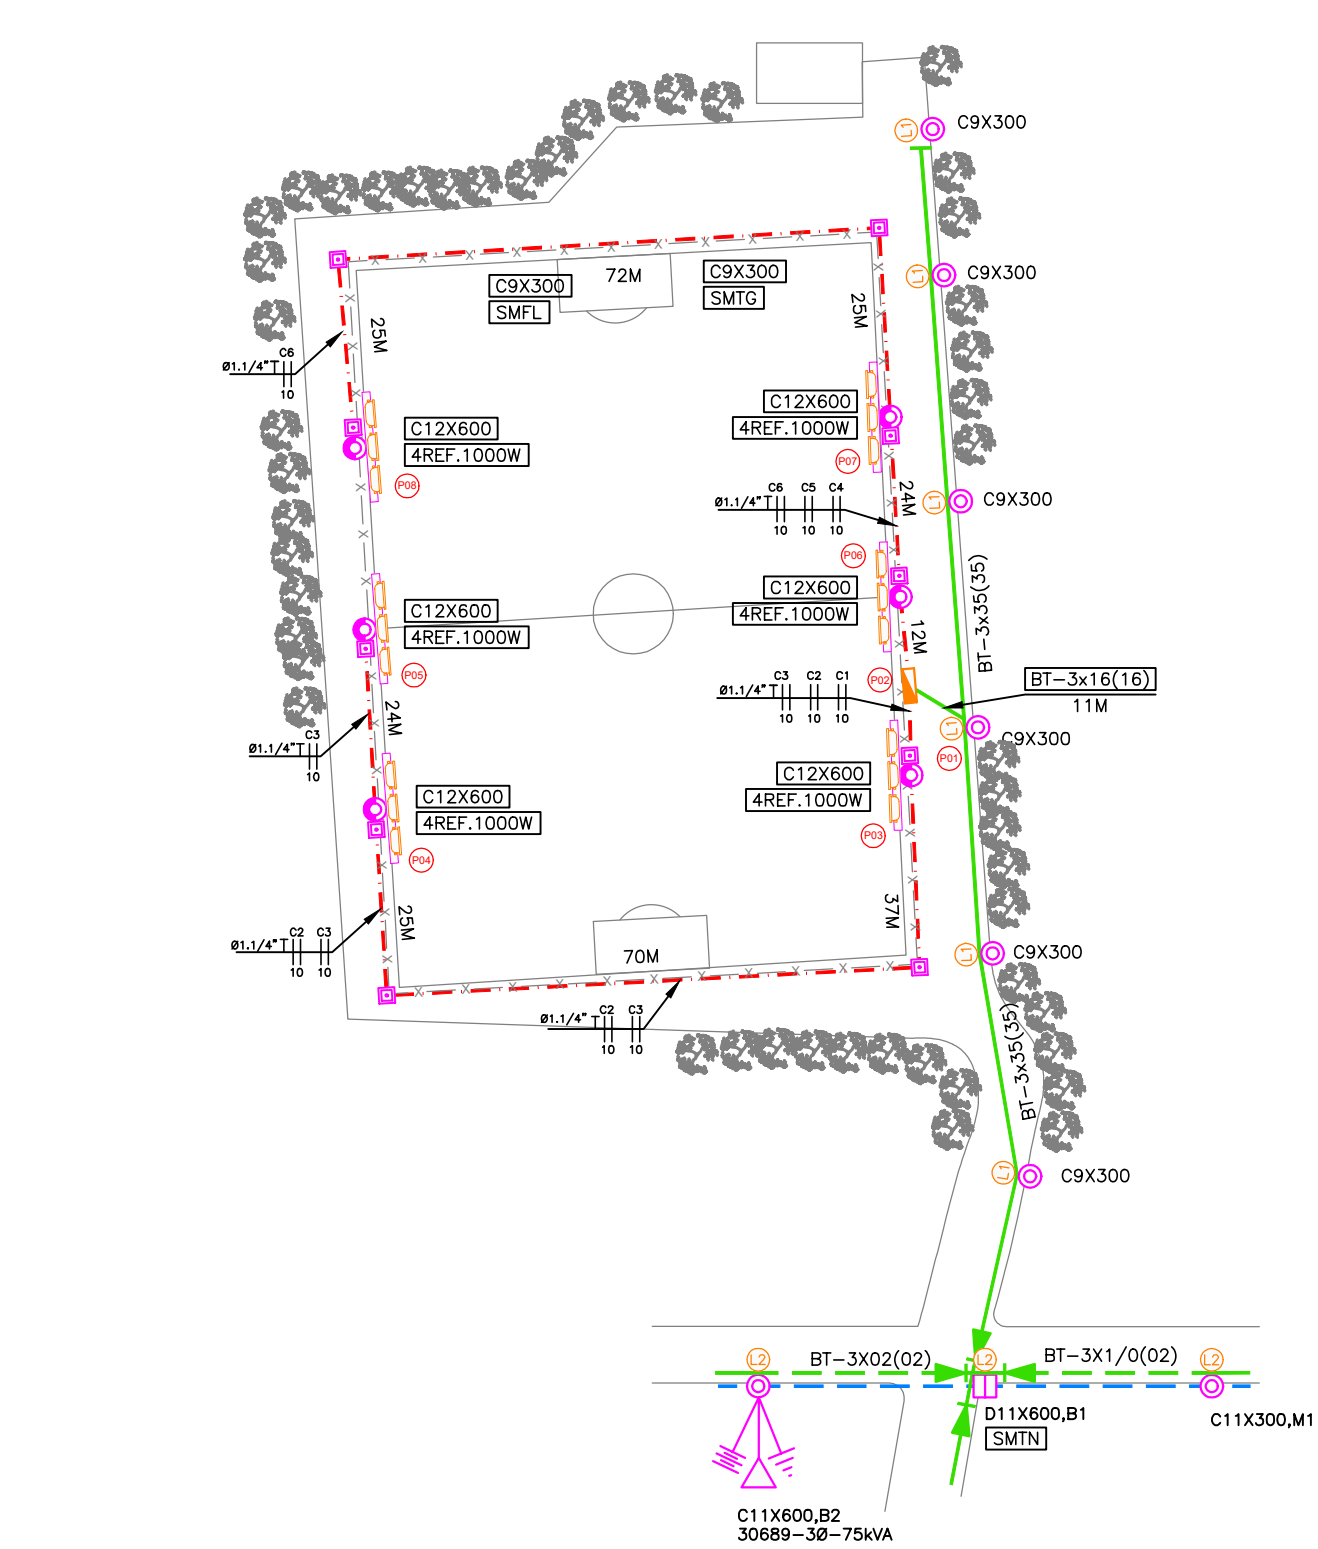 L1
C9X300
L1
C9X300
C9X300
SMFL
72M
C9X300
SMTG
25M
25M
C6
Ø1.1/4"T
10
C12X600
4REF.1000W
P08
C12X600
4REF.1000W
P07
L1
C9X300
24M
C6 C5 C4
Ø1.1/4"T
10 10 10
P06
C12X600
4REF.1000W
C12X600
4REF.1000W
P05
12M
BT-3x35(35)
P02
C3 C2 C1
Ø1.1/4"T
10 10 10
BT-3x16(16)
11M
L1
C9X300
P01
24M
C3
Ø1.1/4"T
10
C12X600
4REF.1000W
P04
C12X600
4REF.1000W
P03
25M
37M
C2 C3
Ø1.1/4"T
10 10
70M
L1
C9X300
C2 C3
Ø1.1/4"T
10 10
BT-3x35(35)
L1
C9X300
L2
BT-3X02(02)
L2
BT-3X1/0(02)
L2
D11X600,B1
SMTN
C11X300,M1
C11X600,B2
30689-3Ø-75kVA